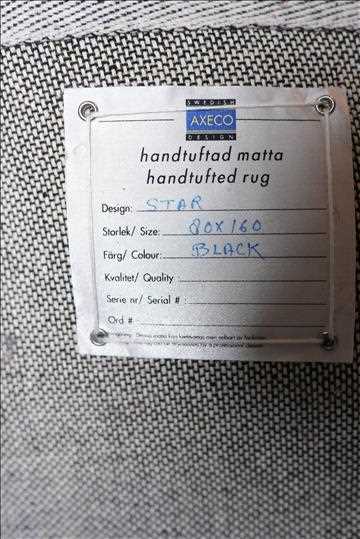 SWEDISH
AXECO
DESIGN
handtuftad matta
handtufted rug
Design: STAR
Storlek/ Size: 80X160
Färg/ Colour: BLACK
Kvalitet/ Quality
Serie nr/ Serial # :
Ord # :